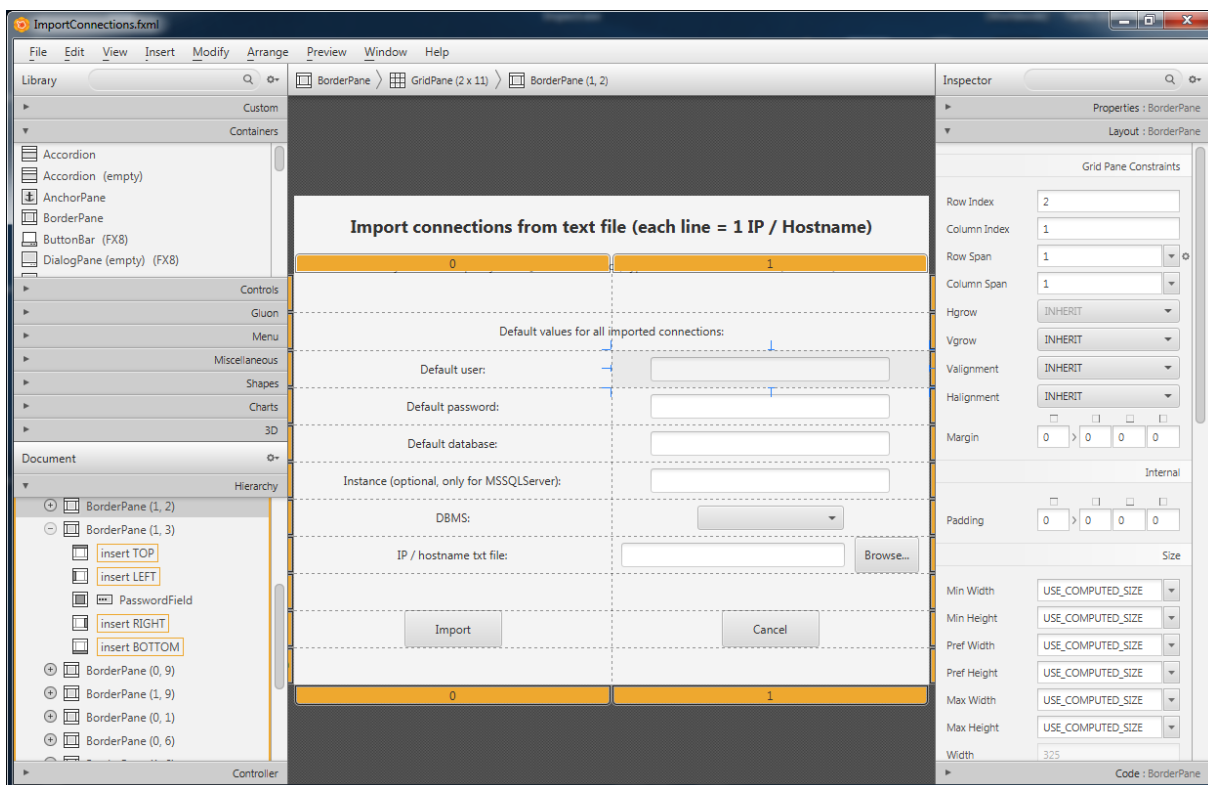 ImportConnections.fxml
File Edit View Insert Modify Arrange Preview Window Help
Library
Custom
Containers
Accordion
Accordion (empty)
AnchorPane
BorderPane
ButtonBar (FX8)
DialogPane (empty) (FX8)
Controls
Gluon
Menu
Miscellaneous
Shapes
Charts
3D
Document
Hierarchy
BorderPane (1, 2)
BorderPane (1, 3)
insert TOP
insert LEFT
PasswordField
insert RIGHT
insert BOTTOM
BorderPane (0, 9)
BorderPane (1, 9)
BorderPane (0, 1)
BorderPane (0, 6)
Controller
BorderPane GridPane (2 x 11) BorderPane (1, 2)
Import connections from text file (each line = 1 IP / Hostname)
0 1
Default values for all imported connections:
Default user:
Default password:
Default database:
Instance (optional, only for MSSQLServer):
DBMS:
IP / hostname txt file: Browse...
Import Cancel
0 1
Inspector
Properties : BorderPane
Layout : BorderPane
Grid Pane Constraints
Row Index 2
Column Index 1
Row Span 1
Column Span 1
Hgrow INHERIT
Vgrow INHERIT
Valignment INHERIT
Halignment INHERIT
Margin 0 > 0 0 0
Internal
Padding 0 > 0 0 0
Size
Min Width USE_COMPUTED_SIZE
Min Height USE_COMPUTED_SIZE
Pref Width USE_COMPUTED_SIZE
Pref Height USE_COMPUTED_SIZE
Max Width USE_COMPUTED_SIZE
Max Height USE_COMPUTED_SIZE
Width 325
Code : BorderPane